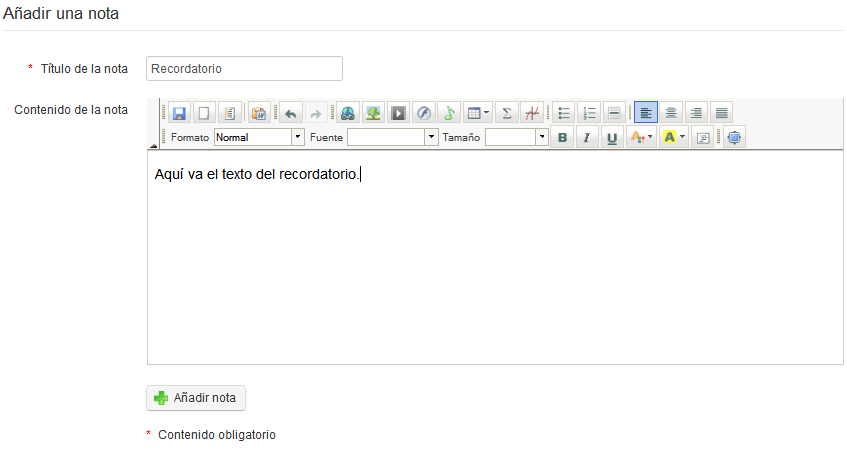 Añadir una nota
* Título de la nota Recordatorio
Contenido de la nota
Formato Normal Fuente Tamaño
B I U A A
Aquí va el texto del recordatorio.
Añadir nota
* Contenido obligatorio